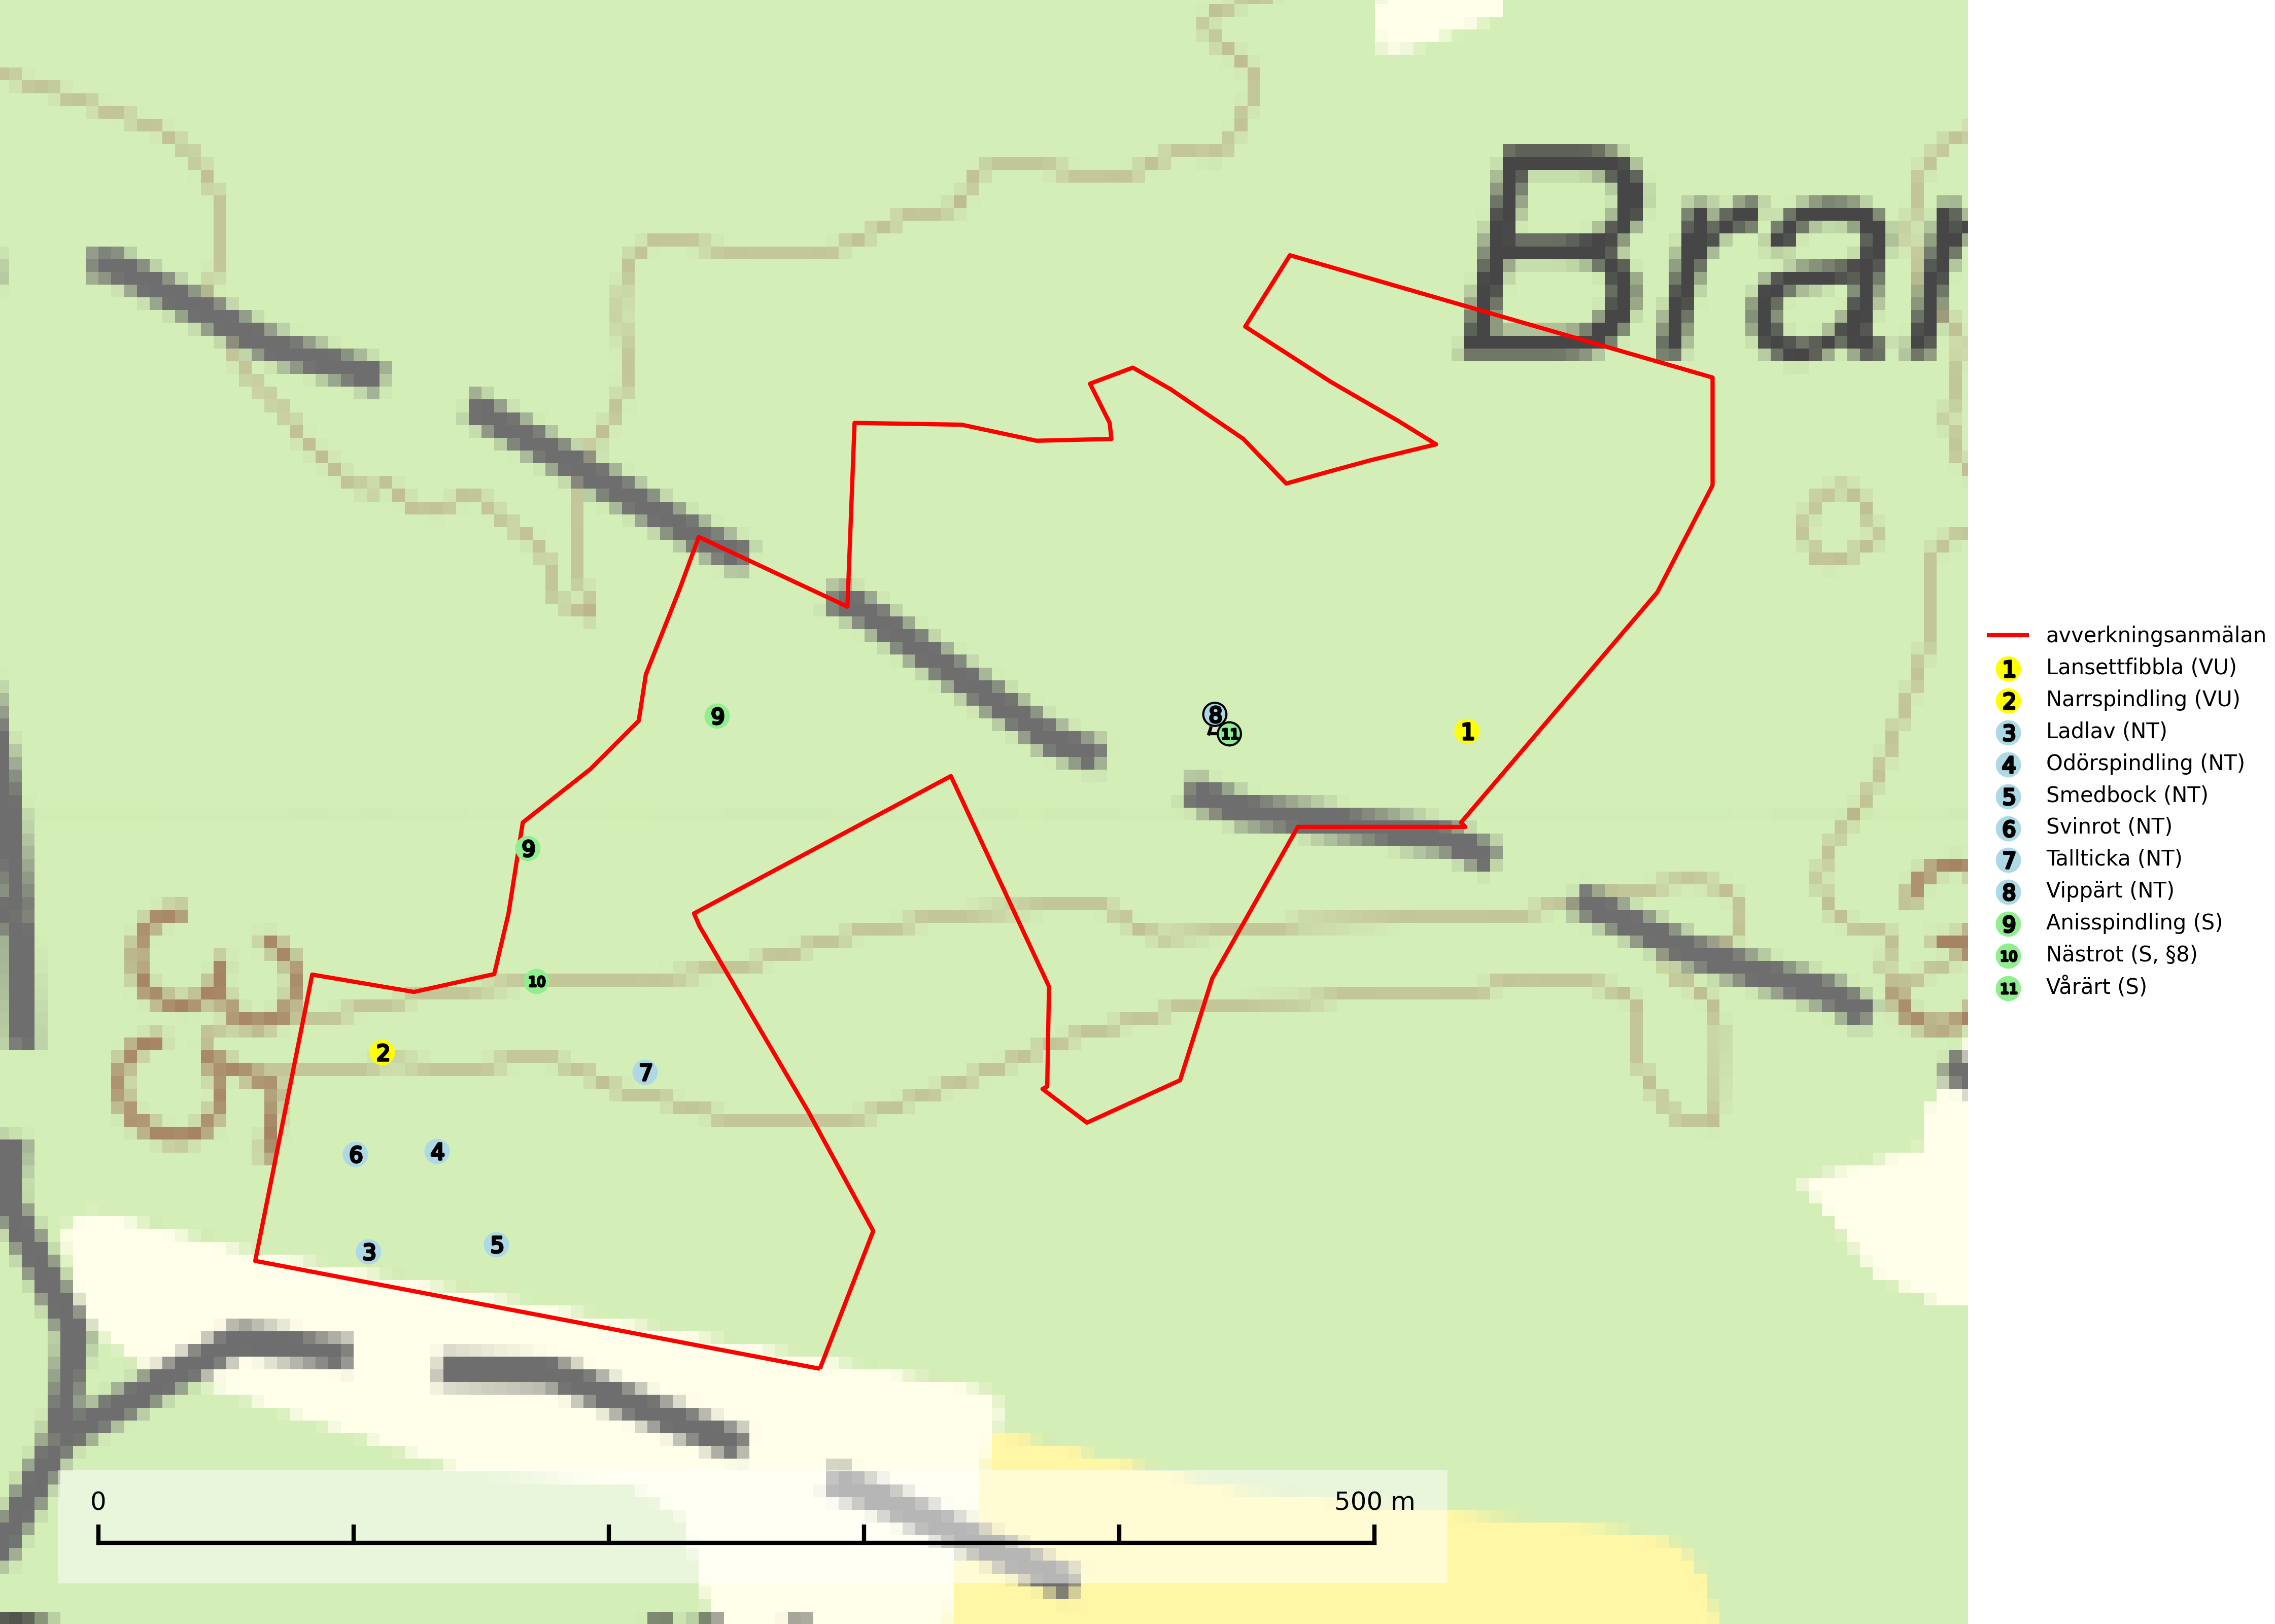 Bran
9
8
11
1
9
10
2
7
6
4
3
5
35
0
500 m
avverkningsanmälan
1 Lansettfibbla (VU)
2 Narrspindling (VU)
3 Ladlav (NT)
4 Odörspindling (NT)
5 Smedbock (NT)
6 Svinrot (NT)
7 Tallticka (NT)
8 Vippärt (NT)
9 Anisspindling (S)
10 Nästrot (S, §8)
11 Vårärt (S)